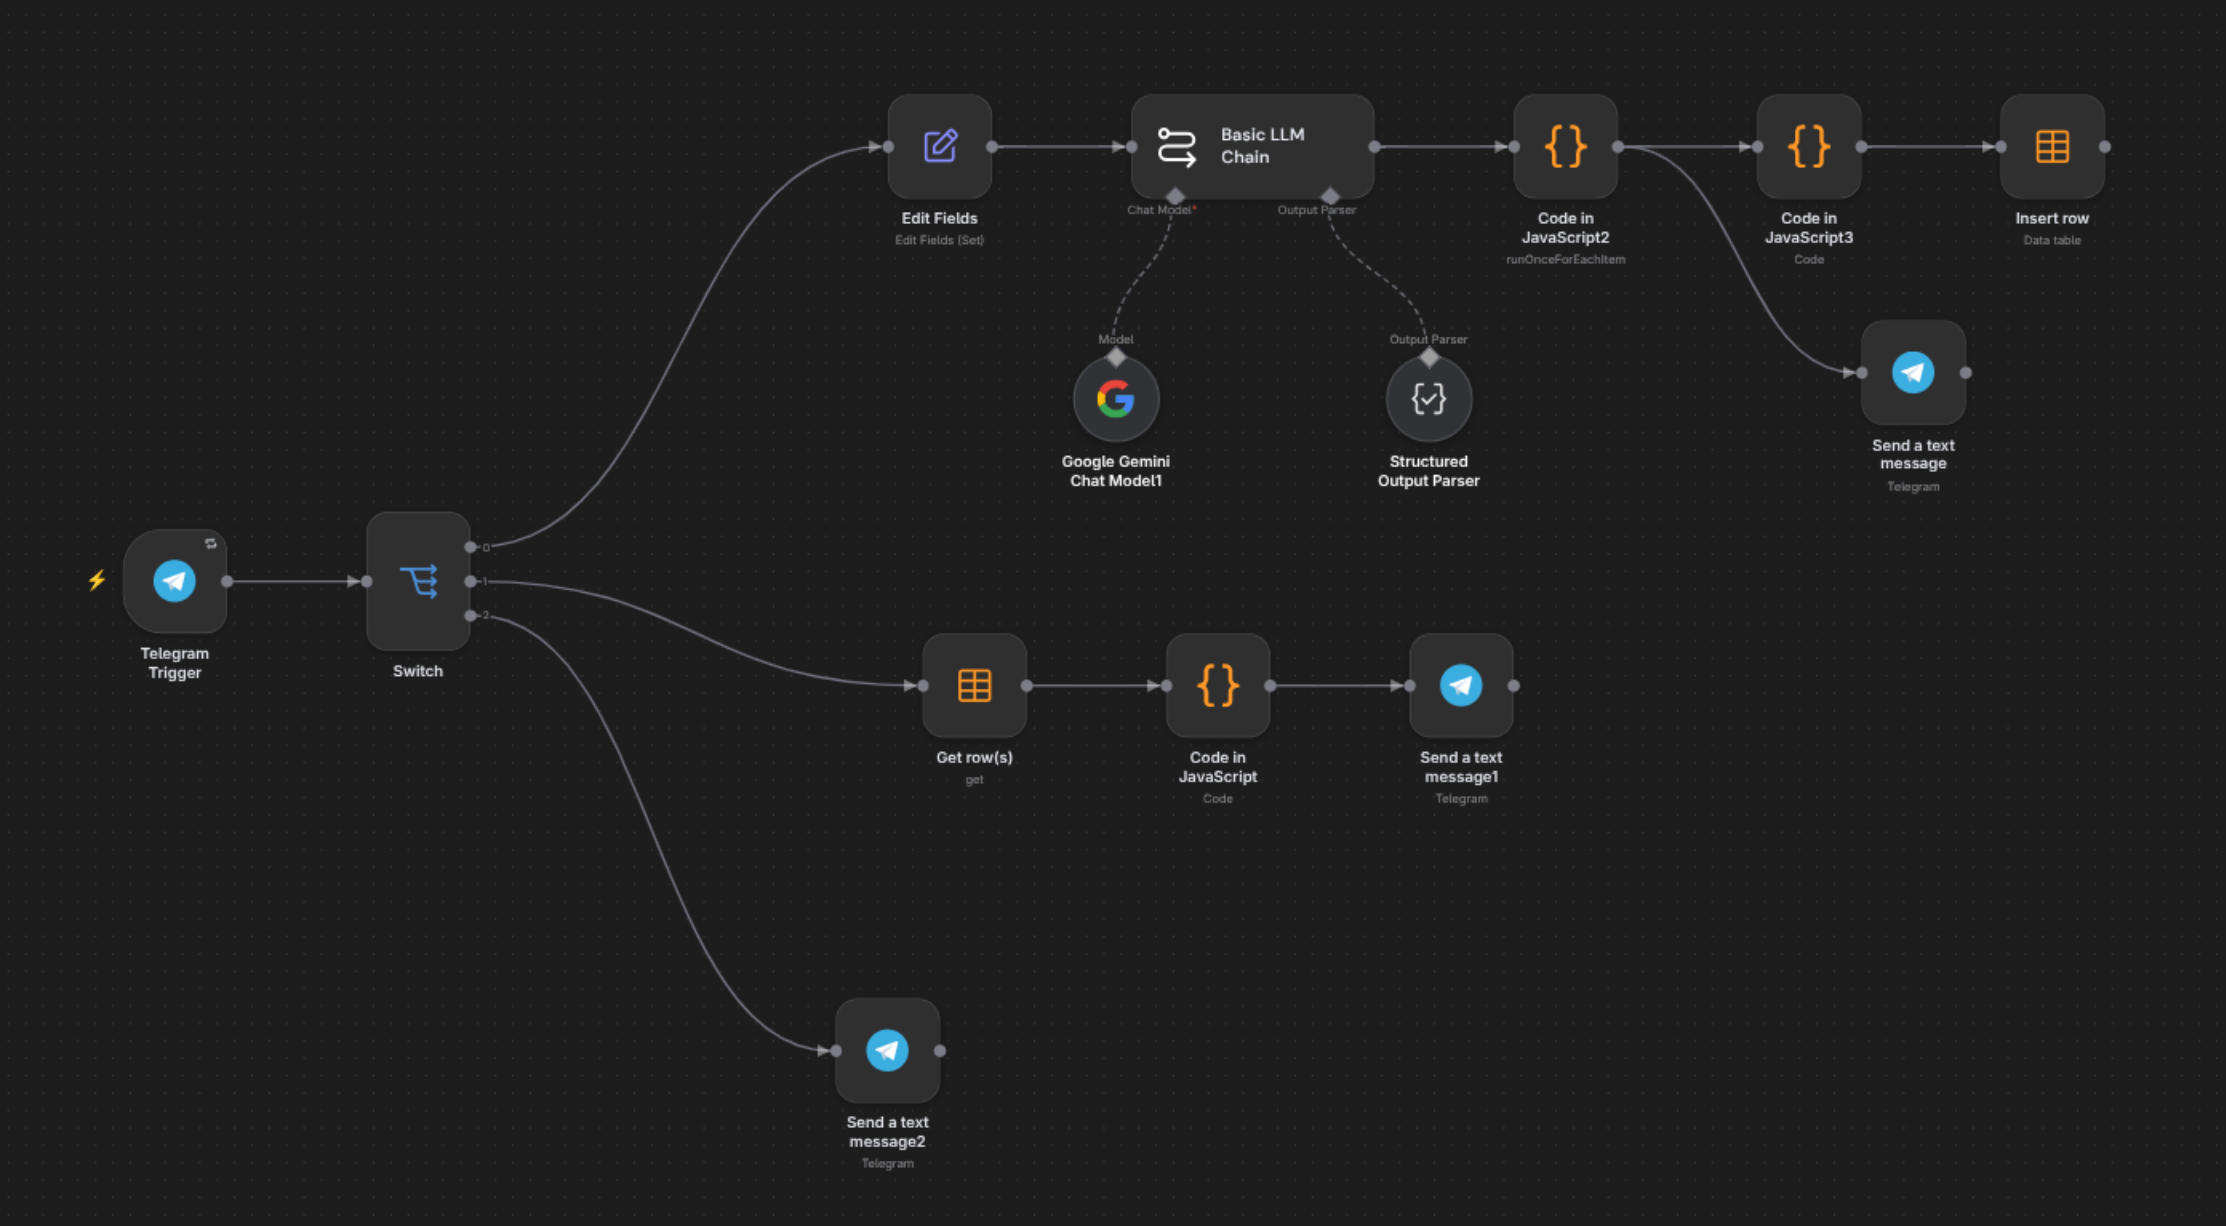 Basic LLM
Chain
Chat Model*
Output Parser
Edit Fields
Edit Fields (Set)
Code in
JavaScript2
runOnceForEachItem
Code in
JavaScript3
Code
Insert row
Data table
Model
Output Parser
Google Gemini
Chat Model1
Structured
Output Parser
Send a text
message
Telegram
Telegram
Trigger
0
1
2
Switch
Get row(s)
get
Code in
JavaScript
Code
Send a text
message1
Telegram
Send a text
message2
Telegram